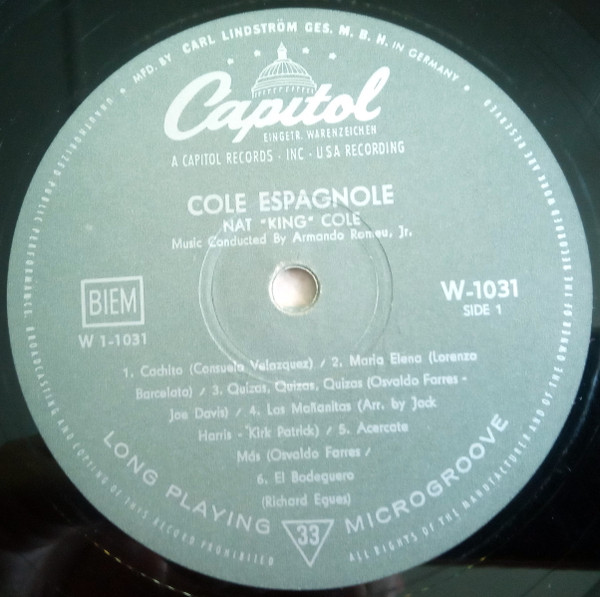 MFD. BY CARL LINDSTRÖM GES. M. B. H. IN GERMANY
Capitol
EINGETR. WARENZEICHEN
A CAPITOL RECORDS · INC · USA RECORDING
COLE ESPAGNOLE
NAT "KING" COLE
Music Conducted By Armando Romeu, Jr.
BIEM
W 1-1031
W-1031
SIDE 1
1. Cachito (Consuelo Velazquez) / 2. Maria Elena (Lorenzo
Barcelata) / 3. Quizas, Quizas, Quizas (Osvaldo Farres -
Joe Davis) / 4. Las Mañanitas (Arr. by Jack
Harris - Kirk Patrick) / 5. Acercate
Más (Osvaldo Farres /
6. El Bodeguero
(Richard Egues)
LONG PLAYING 33 MICROGROOVE
UNAUTHORIZED PUBLIC PERFORMANCE, BROADCASTING AND COPYING OF THIS RECORD PROHIBITED
ALL RIGHTS OF THE MANUFACTURER AND OF THE OWNER OF THE RECORDED WORK ARE RESERVED